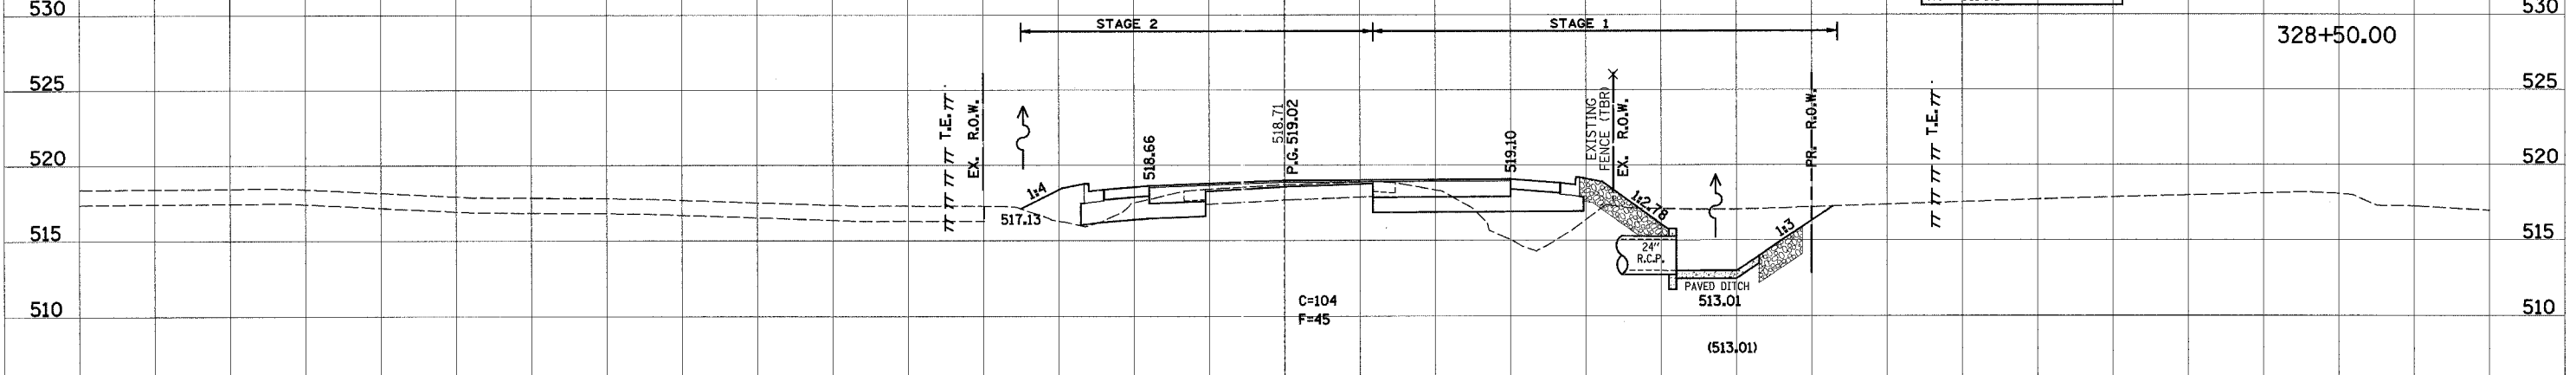 530
530
STAGE 2
STAGE 1
328+50.00
525
525
T.E.
EX. R.O.W.
518.66
518.71
P.G. 519.02
519.10
EXISTING
FENCE (TBR)
EX. R.O.W.
PR. R.O.W.
T.E.
520
520
1:4
517.13
1:2.78
1:3
515
515
24"
R.C.P.
PAVED DITCH
513.01
C=104
F=45
510
510
(513.01)